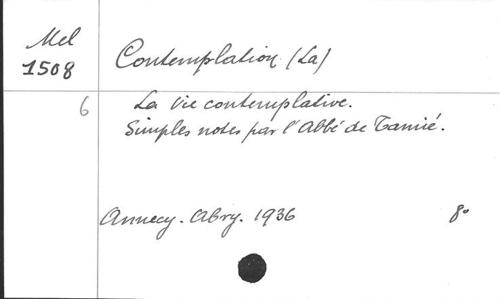 Mel
1508
Contemplation (La)
6
La Vie contemplative.
Simples notes par l'Abbé de Tamié.
Annecy. Abry. 1936
8°